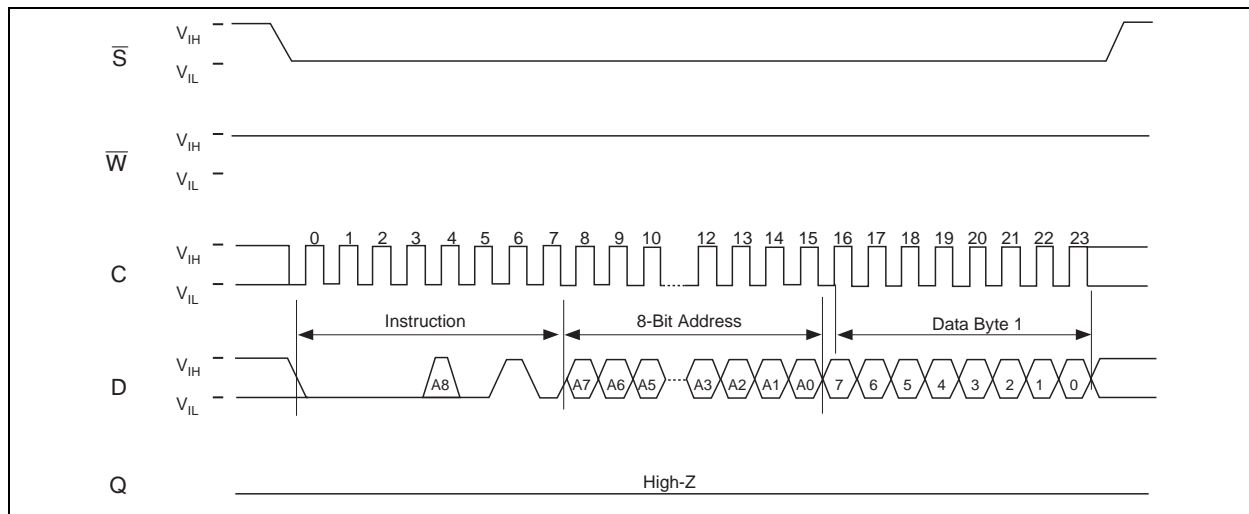 S̅
V_IH
V_IL
W̅
V_IH
V_IL
C
V_IH
V_IL
0 1 2 3 4 5 6 7 8 9 10 12 13 14 15 16 17 18 19 20 21 22 23
Instruction 8-Bit Address Data Byte 1
D
V_IH
V_IL
A8 A7 A6 A5 A3 A2 A1 A0 7 6 5 4 3 2 1 0
Q
High-Z